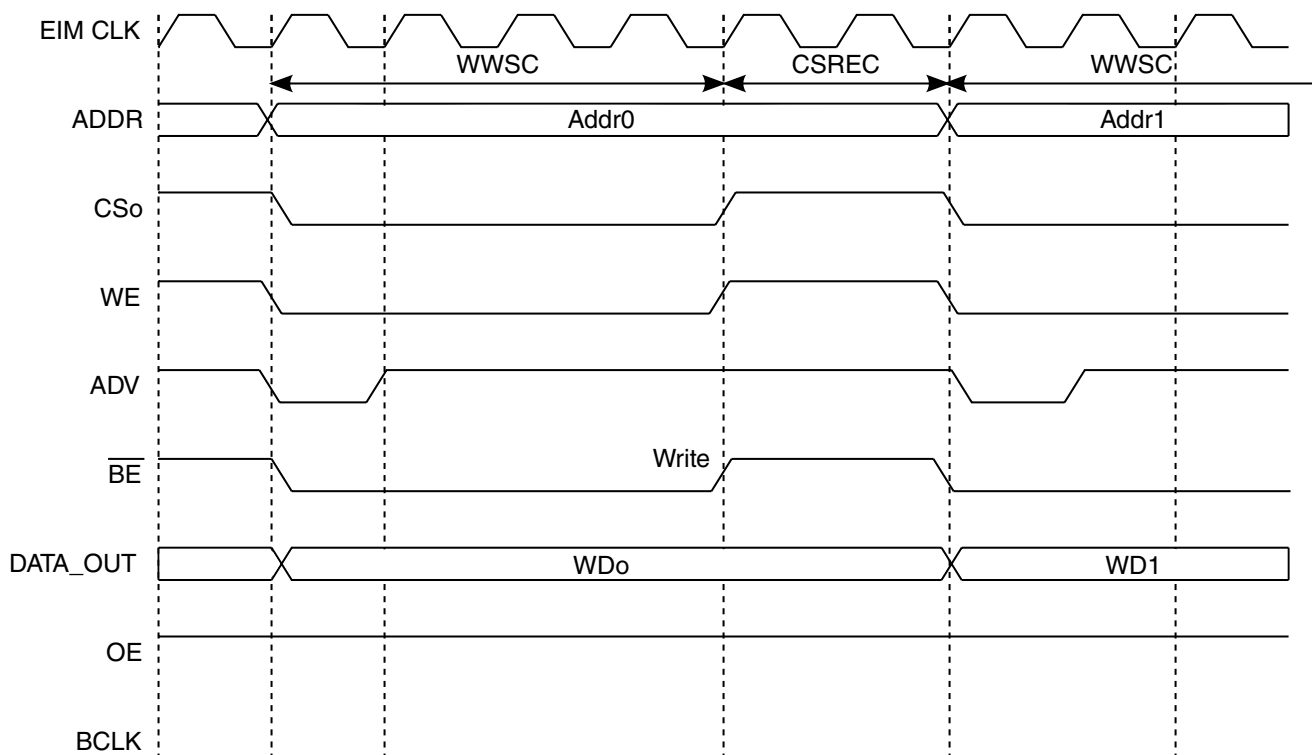 EIM CLK
WWSC CSREC WWSC
ADDR Addr0 Addr1
CSo
WE
ADV
BE Write
DATA_OUT WDo WD1
OE
BCLK